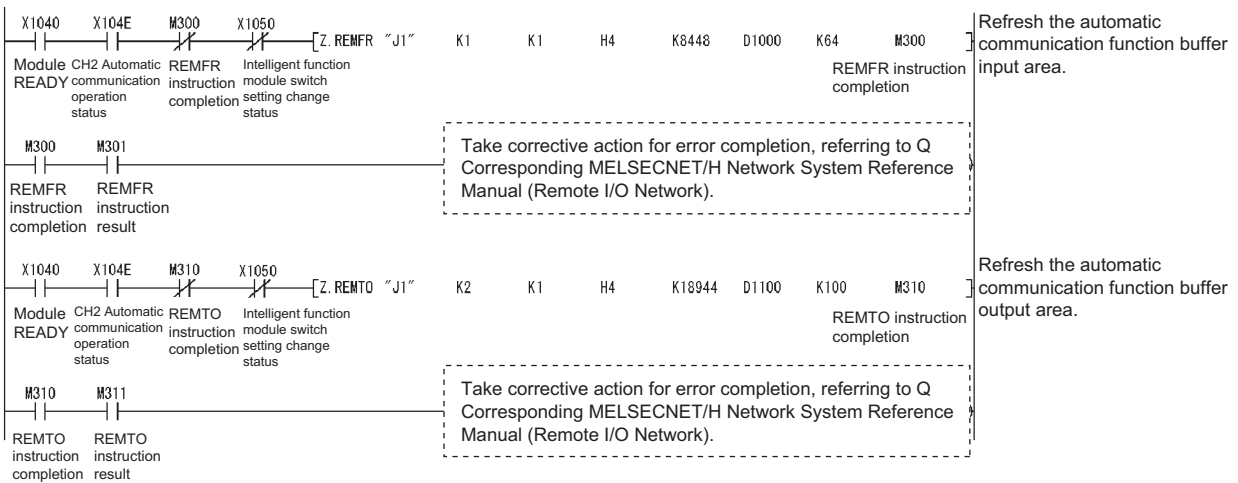 X1040 X104E M300 X1050
[Z.REMFR "J1" K1 K1 H4 K8448 D1000 K64 M300 ]
Module READY
CH2 Automatic communication operation status
REMFR instruction completion
Intelligent function module switch setting change status
REMFR instruction completion
Refresh the automatic
communication function buffer
input area.
M300 M301
REMFR instruction completion
REMFR instruction result
Take corrective action for error completion, referring to Q
Corresponding MELSECNET/H Network System Reference
Manual (Remote I/O Network).
X1040 X104E M310 X1050
[Z.REMTO "J1" K2 K1 H4 K18944 D1100 K100 M310 ]
Module READY
CH2 Automatic communication operation status
REMTO instruction completion
Intelligent function module switch setting change status
REMTO instruction completion
Refresh the automatic
communication function buffer
output area.
M310 M311
REMTO instruction completion
REMTO instruction result
Take corrective action for error completion, referring to Q
Corresponding MELSECNET/H Network System Reference
Manual (Remote I/O Network).